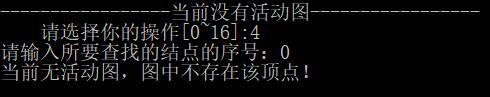 ------------------当前没有活动图------------------
请选择你的操作[0~16]:4
请输入所要查找的结点的序号：0
当前无活动图，图中不存在该顶点！